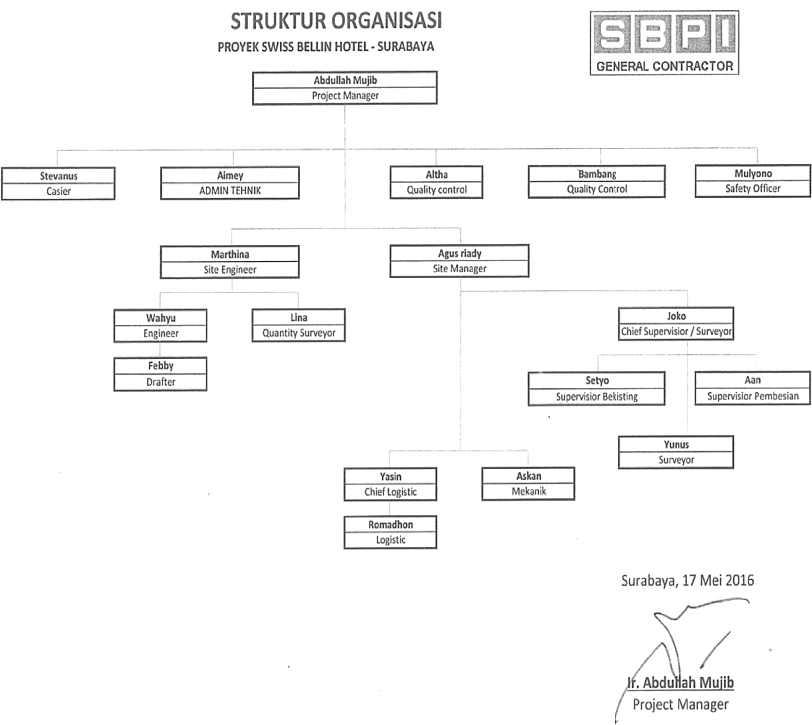 STRUKTUR ORGANISASI
PROYEK SWISS BELLIN HOTEL - SURABAYA
SBPI
GENERAL CONTRACTOR
Abdullah Mujib
Project Manager
Stevanus
Casier
Aimey
ADMIN TEHNIK
Altha
Quality control
Bambang
Quality Control
Mulyono
Safety Officer
Marthina
Site Engineer
Agus riady
Site Manager
Wahyu
Engineer
Lina
Quantity Surveyor
Joko
Chief Supervisior / Surveyor
Febby
Drafter
Setyo
Supervisior Bekisting
Aan
Supervisior Pembesian
Yunus
Surveyor
Yasin
Chief Logistic
Askan
Mekanik
Romadhon
Logistic
Surabaya, 17 Mei 2016
Ir. Abdullah Mujib
Project Manager